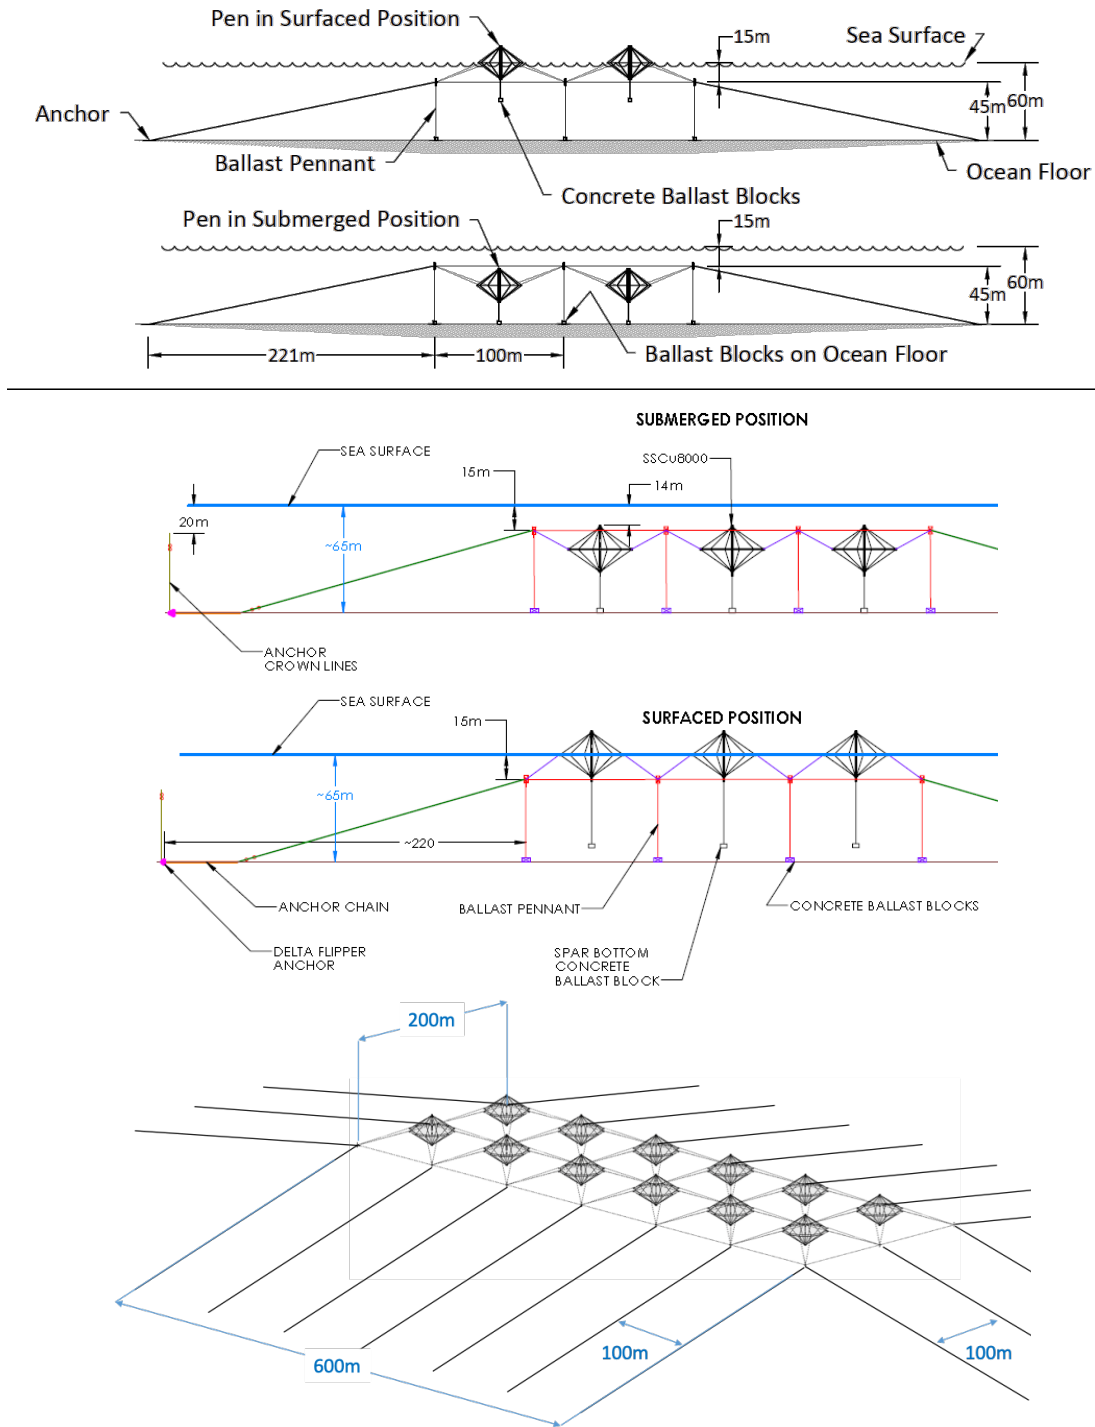 Pen in Surfaced Position
15m
Sea Surface
Anchor
45m
60m
Ballast Pennant
Ocean Floor
Concrete Ballast Blocks
Pen in Submerged Position
15m
45m
60m
221m
100m
Ballast Blocks on Ocean Floor
SUBMERGED POSITION
SEA SURFACE
SSCU8000
15m
14m
20m
~65m
ANCHOR
CROWN LINES
SEA SURFACE
15m
SURFACED POSITION
~65m
~220
ANCHOR CHAIN
BALLAST PENNANT
CONCRETE BALLAST BLOCKS
DELTA FLIPPER
ANCHOR
SPAR BOTTOM
CONCRETE
BALLAST BLOCK
200m
600m
100m
100m